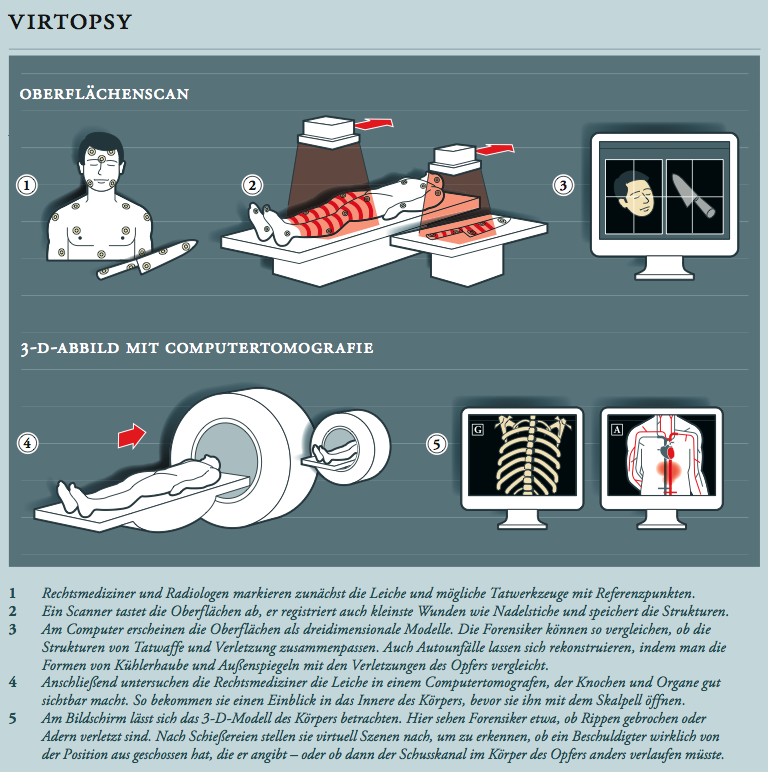 VIRTOPSY
OBERFLÄCHENSCAN
1
2
3
3-D-ABBILD MIT COMPUTERTOMOGRAFIE
4
5
G
A
1 Rechtsmediziner und Radiologen markieren zunächst die Leiche und mögliche Tatwerkzeuge mit Referenzpunkten.
2 Ein Scanner tastet die Oberflächen ab, er registriert auch kleinste Wunden wie Nadelstiche und speichert die Strukturen.
3 Am Computer erscheinen die Oberflächen als dreidimensionale Modelle. Die Forensiker können so vergleichen, ob die
Strukturen von Tatwaffe und Verletzung zusammenpassen. Auch Autounfälle lassen sich rekonstruieren, indem man die
Formen von Kühlerhaube und Außenspiegeln mit den Verletzungen des Opfers vergleicht.
4 Anschließend untersuchen die Rechtsmediziner die Leiche in einem Computertomografen, der Knochen und Organe gut
sichtbar macht. So bekommen sie einen Einblick in das Innere des Körpers, bevor sie ihn mit dem Skalpell öffnen.
5 Am Bildschirm lässt sich das 3-D-Modell des Körpers betrachten. Hier sehen Forensiker etwa, ob Rippen gebrochen oder
Adern verletzt sind. Nach Schießereien stellen sie virtuell Szenen nach, um zu erkennen, ob ein Beschuldigter wirklich von
der Position aus geschossen hat, die er angibt – oder ob dann der Schusskanal im Körper des Opfers anders verlaufen müsste.